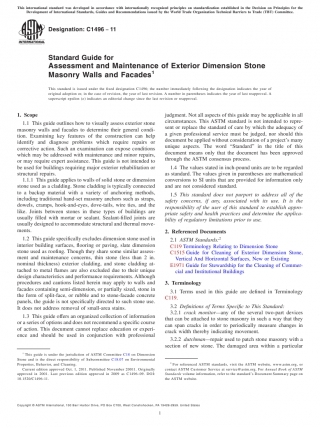 This international standard was developed in accordance with internationally recognized principles on standardization established in the Decision on Principles for the
Development of International Standards, Guides and Recommendations issued by the World Trade Organization Technical Barriers to Trade (TBT) Committee.
Designation: C1496 − 11
Standard Guide for
Assessment and Maintenance of Exterior Dimension Stone
Masonry Walls and Facades1
This standard is issued under the fixed designation C1496; the number immediately following the designation indicates the year of
original adoption or, in the case of revision, the year of last revision. A number in parentheses indicates the year of last reapproval. A
superscript epsilon (ε) indicates an editorial change since the last revision or reapproval.
1. Scope
1.1 This guide outlines how to visually assess exterior stone
masonry walls and facades to determine their general condi-
tion. Examining key features of the construction can help
identify and diagnose problems which require repairs or
corrective action. Such an examination can expose conditions
which may be addressed with maintenance and minor repairs,
or may require expert assistance. This guide is not intended to
be used for buildings requiring major exterior rehabilitation or
structural repairs.
1.1.1 This guide applies to walls of solid stone or dimension
stone used as a cladding. Stone cladding is typically connected
to a backup material with a variety of anchoring methods,
including traditional hand-set masonry anchors such as straps,
dowels, cramps, hook-and-eyes, dove-tails, wire ties, and the
like. Joints between stones in these types of buildings are
usually filled with mortar or sealant. Sealant-filled joints are
usually designed to accommodate structural and thermal move-
ments.
1.2 This guide specifically excludes dimension stone used in
interior building surfaces, flooring or paving, slate dimension
stone used as roofing. Though they share some similar assess-
ment and maintenance concerns, thin stone (less than 2 in.
nominal thickness) exterior cladding, and stone cladding at-
tached to metal frames are also excluded due to their unique
design characteristics and performance requirements. Although
procedures and cautions listed herein may apply to walls and
facades containing semi-dimension, or partially sized, stone in
the form of split-face, or rubble and to stone-facade concrete
panels, the guide is not specifically directed to such stone use.
It does not address removal of small-area stains.
1.3 This guide offers an organized collection of information
or a series of options and does not recommend a specific course
of action. This document cannot replace education or experi-
ence and should be used in conjunction with professional
judgment. Not all aspects of this guide may be applicable in all
circumstances. This ASTM standard is not intended to repre-
sent or replace the standard of care by which the adequacy of
a given professional service must be judged, nor should this
document be applied without consideration of a project's many
unique aspects. The word “Standard” in the title of this
document means only that the document has been approved
through the ASTM consensus process.
1.4 The values stated in inch-pound units are to be regarded
as standard. The values given in parentheses are mathematical
conversions to SI units that are provided for information only
and are not considered standard.
1.5 This standard does not purport to address all of the
safety concerns, if any, associated with its use. It is the
responsibility of the user of this standard to establish appro-
priate safety and health practices and determine the applica-
bility of regulatory limitations prior to use.
2. Referenced Documents
2.1 ASTM Standards:2
C119 Terminology Relating to Dimension Stone
C1515 Guide for Cleaning of Exterior Dimension Stone,
Vertical And Horizontal Surfaces, New or Existing
E1971 Guide for Stewardship for the Cleaning of Commer-
cial and Institutional Buildings
3. Terminology
3.1 Terms used in this guide are defined in Terminology
C119.
3.2 Definitions of Terms Specific to This Standard:
3.2.1 crack monitor—any of the several two-part devices
that can be attached to stone masonry in such a way that they
can span cracks in order to periodically measure changes in
crack width thereby indicating movement.
3.2.2 dutchman—repair used to patch stone masonry with a
section of new stone. The damaged area within a particular
1 This guide is under the jurisdiction of ASTM Committee C18 on Dimension
Stone and is the direct responsibility of Subcommittee C18.07 on Environmental
Properties, Behavior, and Cleaning.
Current edition approved Oct. 1, 2011. Published November 2011. Originally
approved in 2001. Last previous edition approved in 2009 as
2 For referenced ASTM standards, visit the ASTM website, www.astm.org, or
contact ASTM Customer Service at service@astm.org. For Annual Book of ASTM
Standards volume information, refer to the standard's Document Summary page on
the ASTM website.
Copyright © ASTM International, 100 Barr Harbor Drive, PO Box C700, West Conshohocken, PA 19428-2959. United States
1